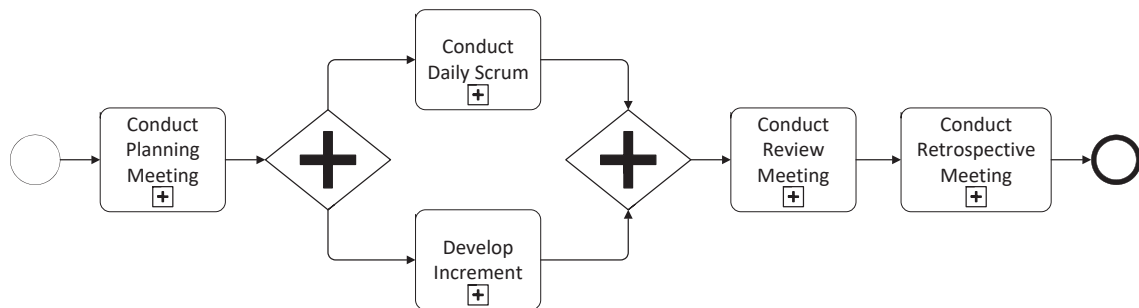 Conduct
Planning
Meeting
Conduct
Daily Scrum
Develop
Increment
Conduct
Review
Meeting
Conduct
Retrospective
Meeting